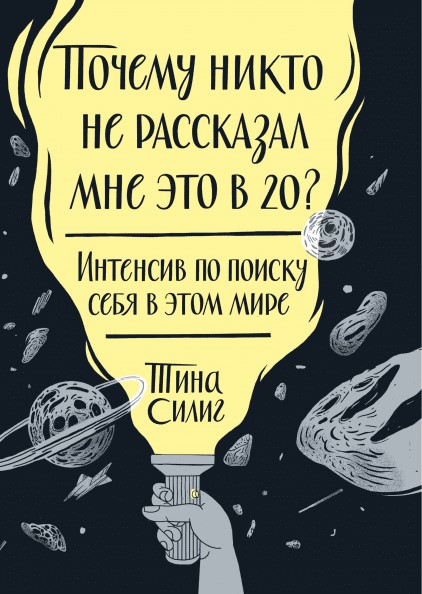 Почему никто
не рассказал
мне это в 20?
Интенсив по поиску
себя в этом мире
Тина
Силиг